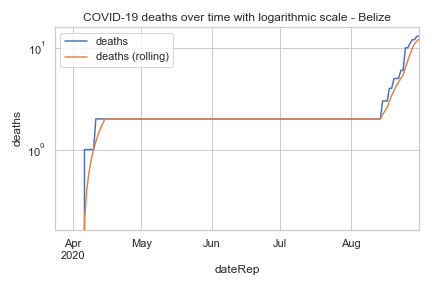 COVID-19 deaths over time with logarithmic scale - Belize
deaths
deaths (rolling)
10¹
10⁰
deaths
Apr
2020
May
Jun
Jul
Aug
dateRep